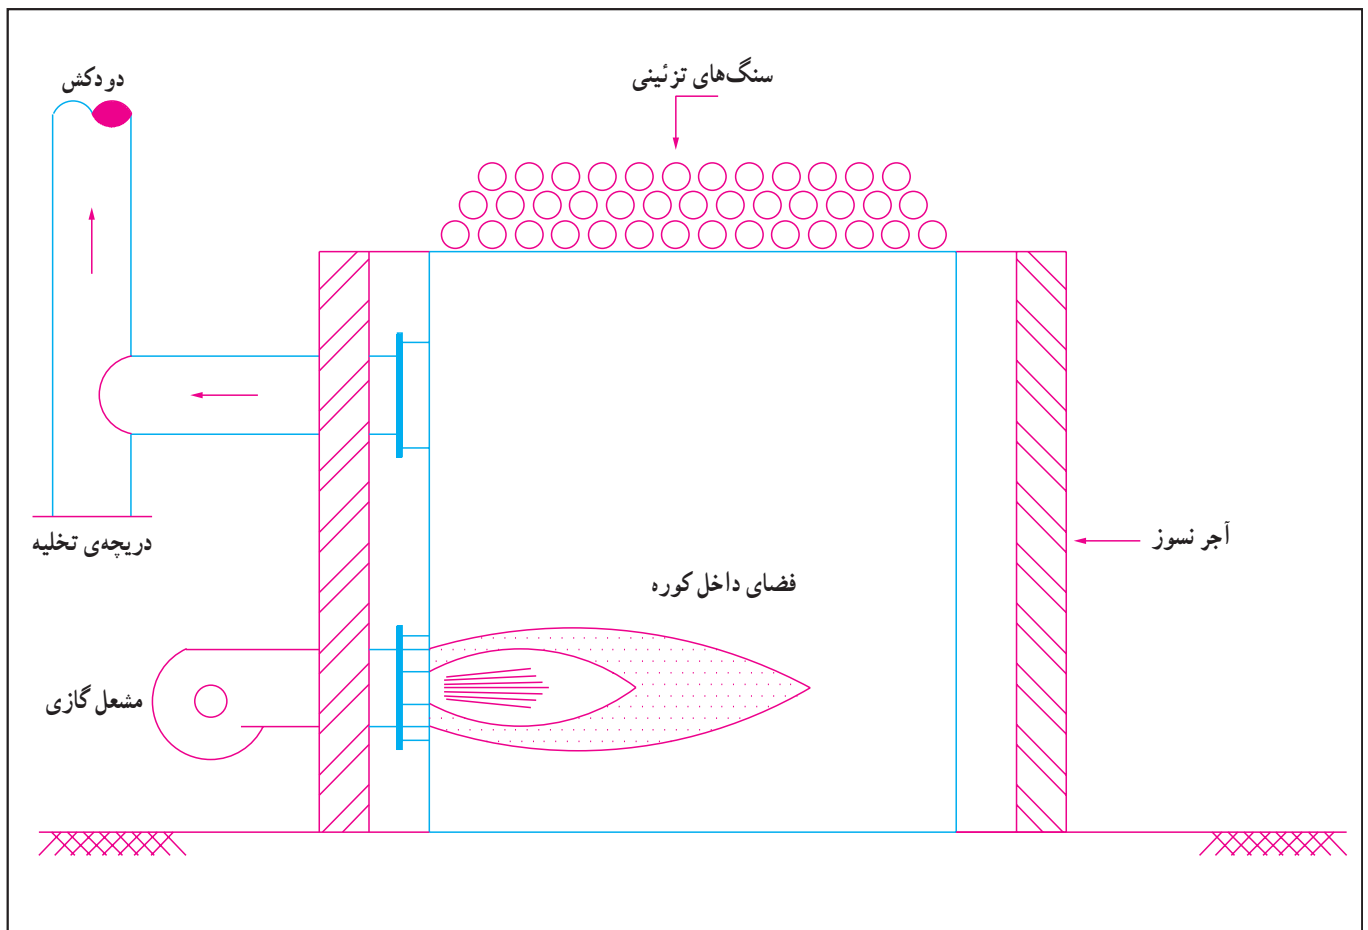 سنگ‌های تزئینی
دودکش
آجر نسوز
دریچه‌ی تخلیه
فضای داخل کوره
مشعل گازی